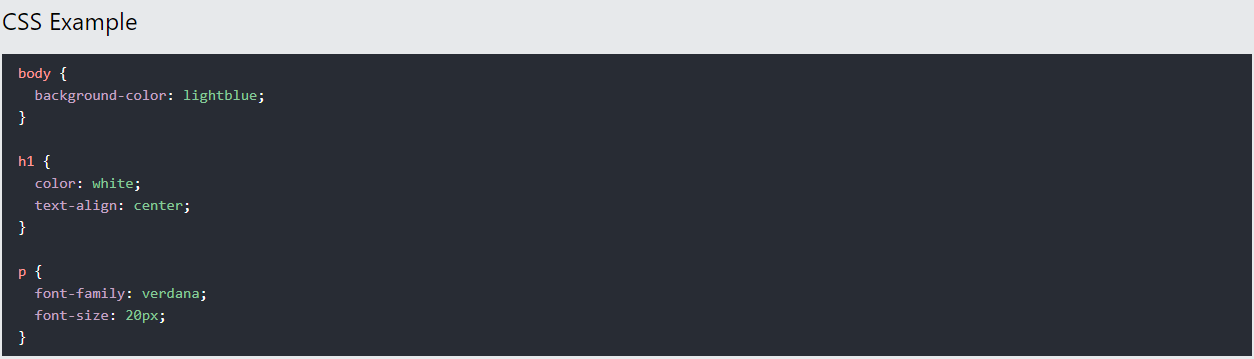 CSS Example
body {
  background-color: lightblue;
}

h1 {
  color: white;
  text-align: center;
}

p {
  font-family: verdana;
  font-size: 20px;
}